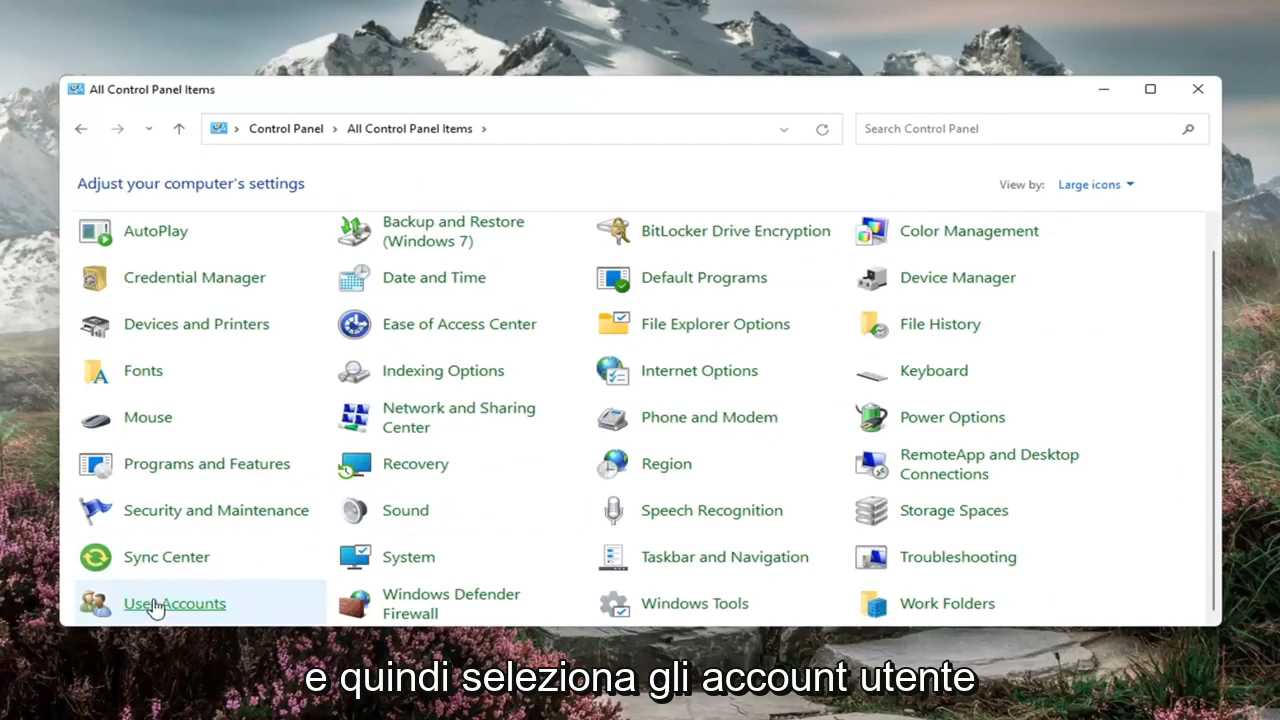 All Control Panel Items
Control Panel > All Control Panel Items >
Search Control Panel
Adjust your computer's settings
View by: Large icons
AutoPlay
Backup and Restore
(Windows 7)
BitLocker Drive Encryption
Color Management
Credential Manager
Date and Time
Default Programs
Device Manager
Devices and Printers
Ease of Access Center
File Explorer Options
File History
Fonts
Indexing Options
Internet Options
Keyboard
Mouse
Network and Sharing
Center
Phone and Modem
Power Options
Programs and Features
Recovery
Region
RemoteApp and Desktop
Connections
Security and Maintenance
Sound
Speech Recognition
Storage Spaces
Sync Center
System
Taskbar and Navigation
Troubleshooting
User Accounts
Windows Defender
Firewall
Windows Tools
Work Folders
e quindi seleziona gli account utente